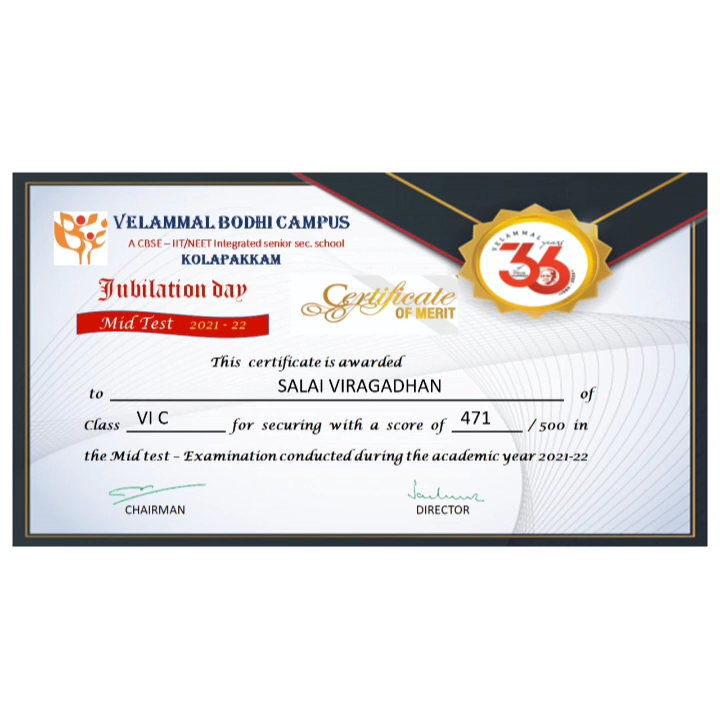 VELAMMAL BODHI CAMPUS
A CBSE – IIT/NEET Integrated senior sec. school
KOLAPAKKAM
Jubilation day
Mid Test 2021 - 22
Certificate
OF MERIT
VELAMMAL
years
36
This certificate is awarded
to SALAI VIRAGADHAN of
Class VI C for securing with a score of 471 / 500 in
the Mid test – Examination conducted during the academic year 2021-22
CHAIRMAN
DIRECTOR